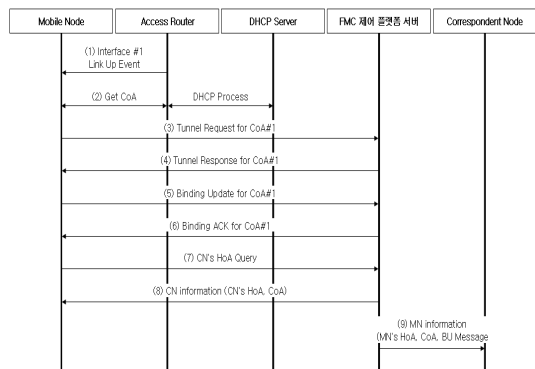 Mobile Node
Access Router
DHCP Server
FMC 제어 플랫폼 서버
Correspondent Node
(1) Interface #1
Link Up Event
(2) Get CoA
DHCP Process
(3) Tunnel Request for CoA#1
(4) Tunnel Response for CoA#1
(5) Binding Update for CoA#1
(6) Binding ACK for CoA#1
(7) CN's HoA Query
(8) CN information (CN's HoA, CoA)
(9) MN information
(MN's HoA, CoA, BU Message